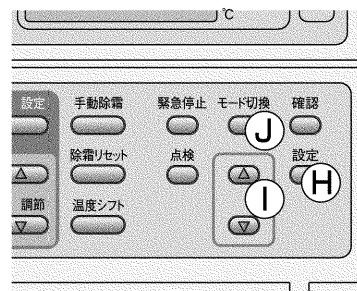 ℃
設定 手動除霜 緊急停止 モード切換 確認
J
除霜リセット 点検 設定
△ △ H
I
調節 温度シフト
▽ ▽